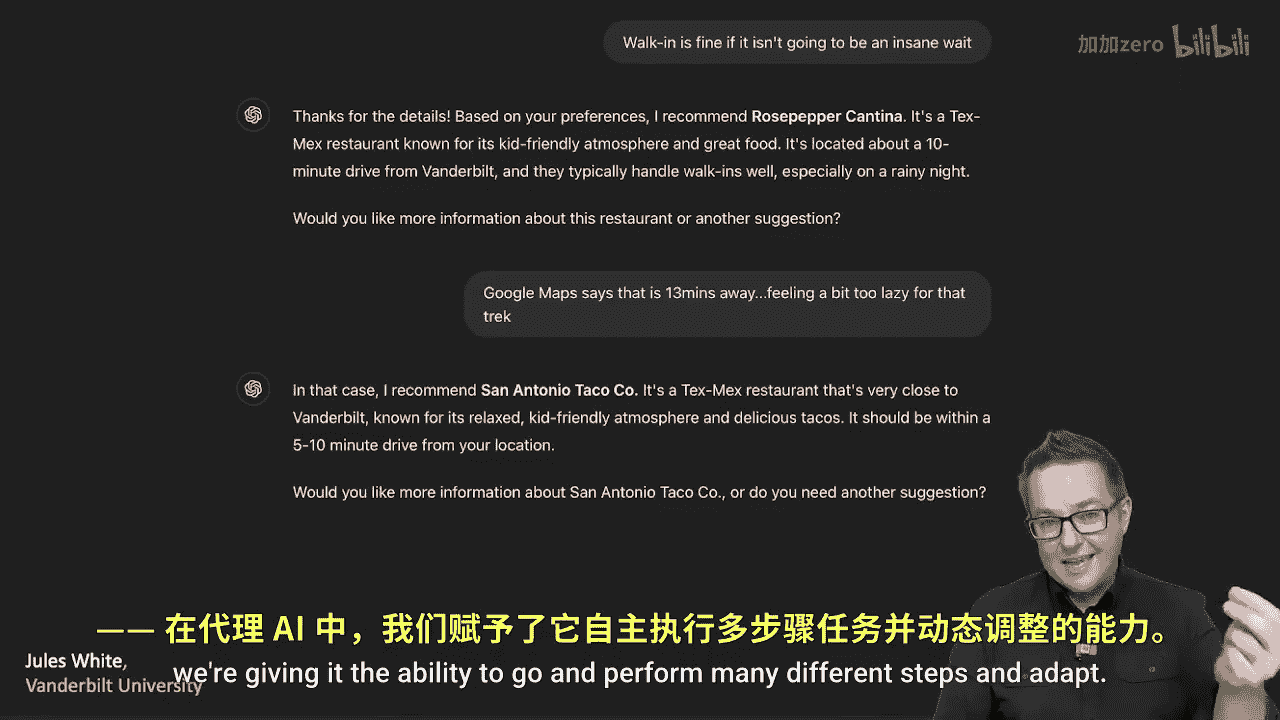 Walk-in is fine if it isn't going to be an insane wait
加加zero bilibili
Thanks for the details! Based on your preferences, I recommend Rosepepper Cantina. It's a Tex-
Mex restaurant known for its kid-friendly atmosphere and great food. It's located about a 10-
minute drive from Vanderbilt, and they typically handle walk-ins well, especially on a rainy night.
Would you like more information about this restaurant or another suggestion?
Google Maps says that is 13mins away...feeling a bit too lazy for that
trek
In that case, I recommend San Antonio Taco Co. It's a Tex-Mex restaurant that's very close to
Vanderbilt, known for its relaxed, kid-friendly atmosphere and delicious tacos. It should be within a
5-10 minute drive from your location.
Would you like more information about San Antonio Taco Co., or do you need another suggestion?
—— 在代理 AI 中，我们赋予了它自主执行多步骤任务并动态调整的能力。
Jules White,
Vanderbilt University
we're giving it the ability to go and perform many different steps and adapt.